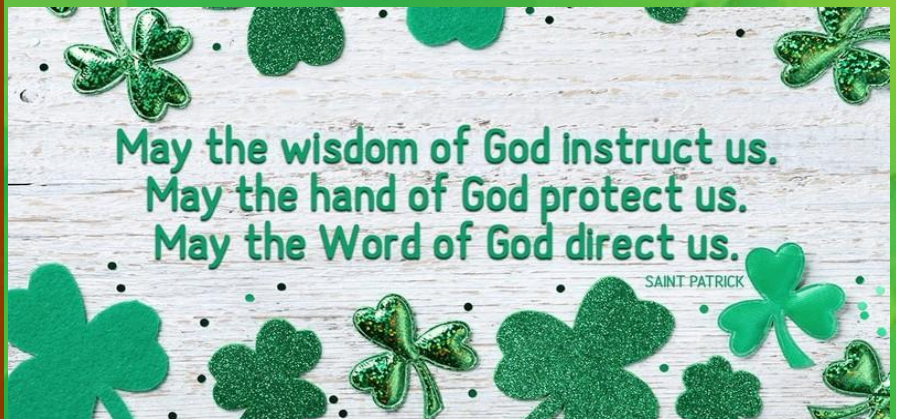 May the wisdom of God instruct us.
May the hand of God protect us.
May the Word of God direct us.
SAINT PATRICK